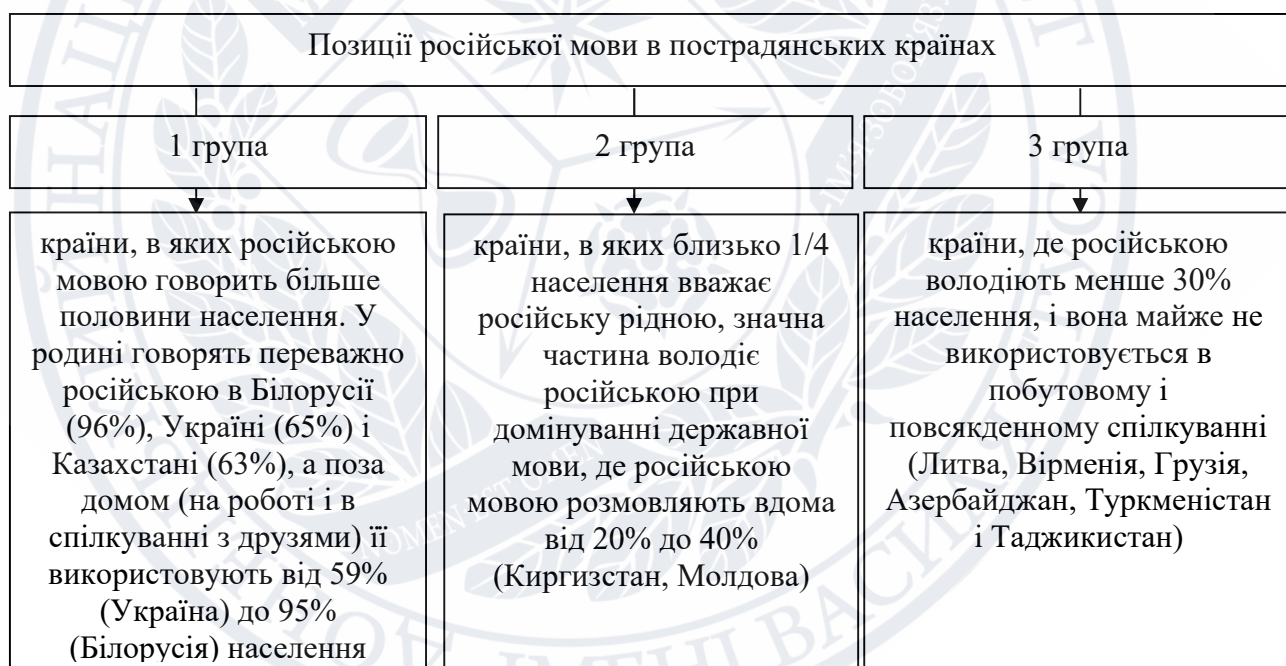 Позиції російської мови в пострадянських країнах
1 група
2 група
3 група
країни, в яких російською
мовою говорить більше
половини населення. У
родині говорять переважно
російською в Білорусії
(96%), Україні (65%) і
Казахстані (63%), а поза
домом (на роботі і в
спілкуванні з друзями) її
використовують від 59%
(Україна) до 95%
(Білорусія) населення
країни, в яких близько 1/4
населення вважає
російську рідною, значна
частина володіє
російською при
домінуванні державної
мови, де російською
мовою розмовляють вдома
від 20% до 40%
(Киргизстан, Молдова)
країни, де російською
володіють менше 30%
населення, і вона майже не
використовується в
побутовому і
повсякденному спілкуванні
(Литва, Вірменія, Грузія,
Азербайджан, Туркменістан
і Таджикистан)